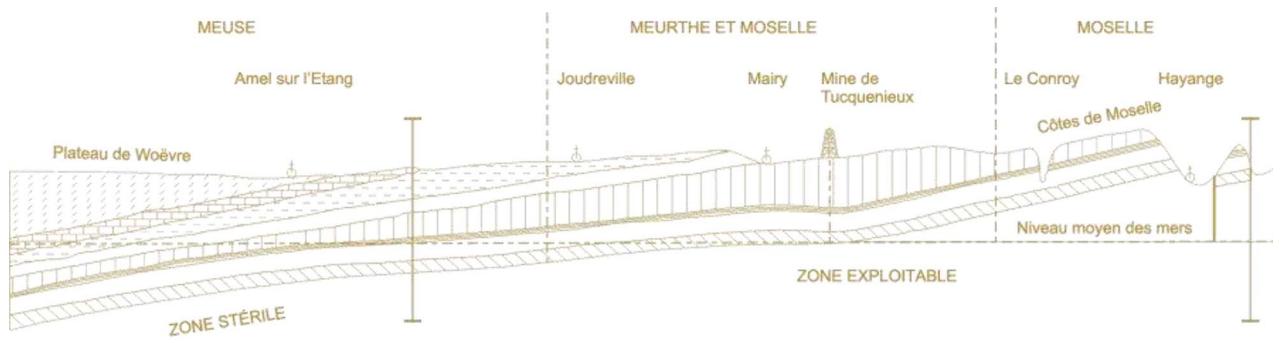 MEUSE
MEURTHE ET MOSELLE
MOSELLE
Amel sur l'Etang
Joudreville
Mairy
Mine de
Tucquenieux
Le Conroy
Hayange
Côtes de Moselle
Plateau de Woëvre
Niveau moyen des mers
ZONE EXPLOITABLE
ZONE STÉRILE